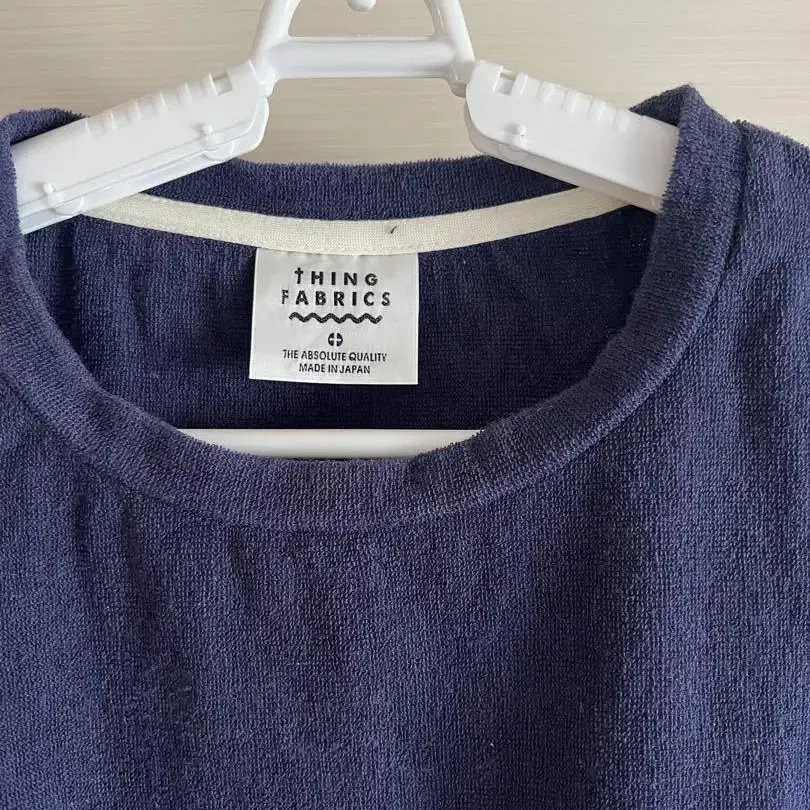 THING
FABRICS
THE ABSOLUTE QUALITY
MADE IN JAPAN